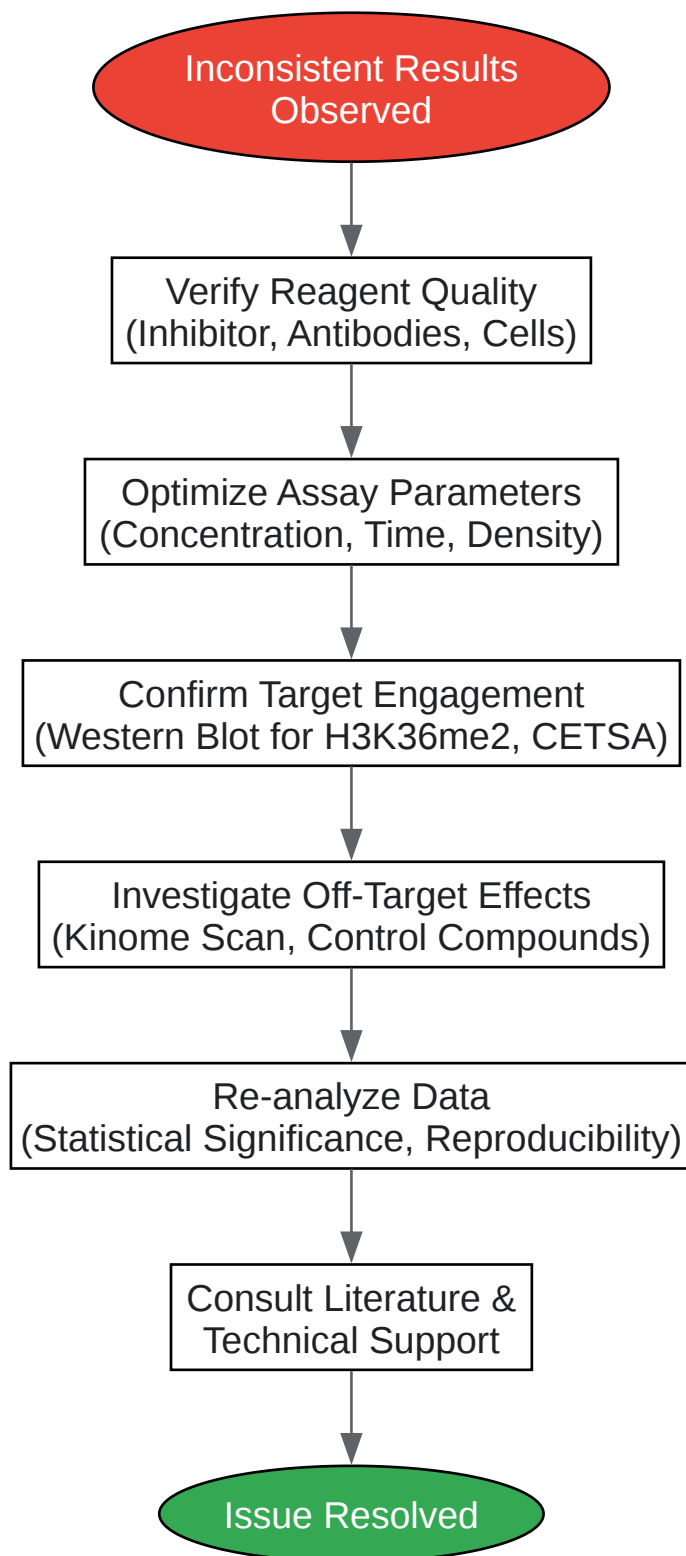 Inconsistent Results
Observed
Verify Reagent Quality
(Inhibitor, Antibodies, Cells)
Optimize Assay Parameters
(Concentration, Time, Density)
Confirm Target Engagement
(Western Blot for H3K36me2, CETSA)
Investigate Off-Target Effects
(Kinome Scan, Control Compounds)
Re-analyze Data
(Statistical Significance, Reproducibility)
Consult Literature &
Technical Support
Issue Resolved